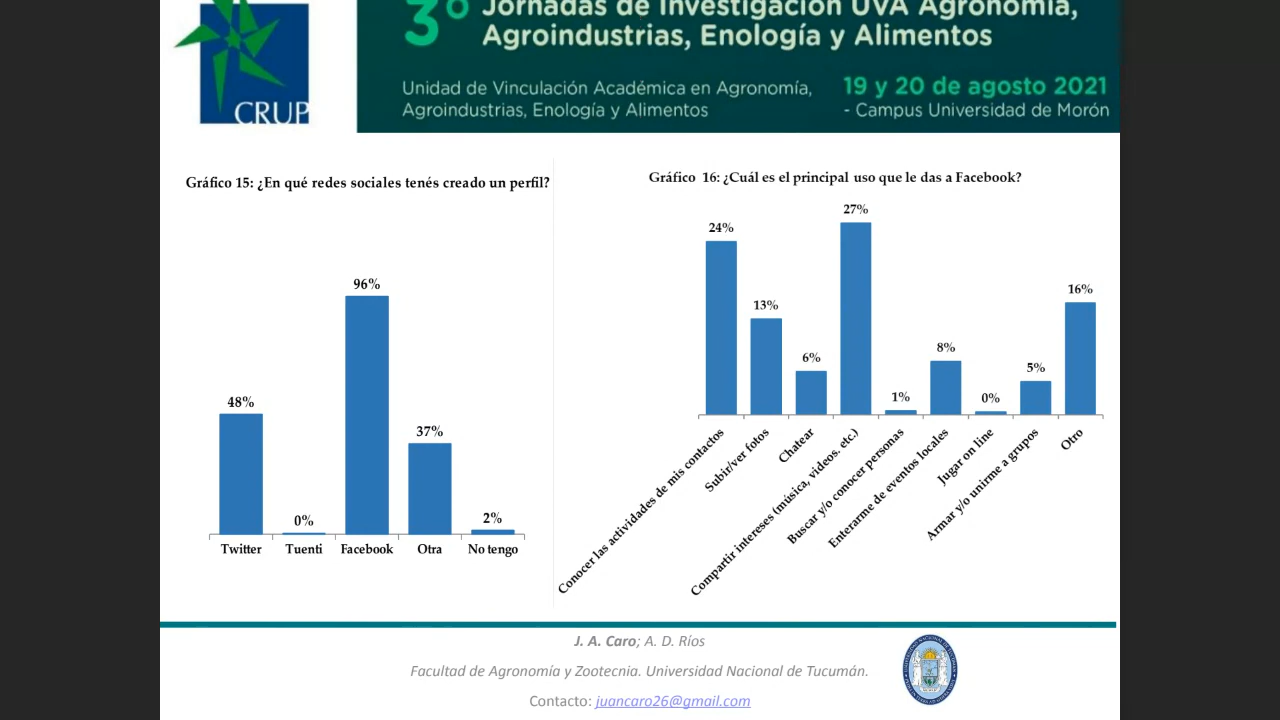 CRUP
3° Jornadas de Investigación UVA Agronomía,
Agroindustrias, Enología y Alimentos
Unidad de Vinculación Académica en Agronomía,
Agroindustrias, Enología y Alimentos
19 y 20 de agosto 2021
- Campus Universidad de Morón
Gráfico 15: ¿En qué redes sociales tenés creado un perfil?
48%
0%
96%
37%
2%
Twitter
Tuenti
Facebook
Otra
No tengo
Gráfico 16: ¿Cuál es el principal uso que le das a Facebook?
24%
13%
6%
27%
1%
8%
0%
5%
16%
Conocer las actividades de mis contactos
Subir/ver fotos
Chatear
Compartir intereses (música, videos. etc.)
Buscar y/o conocer personas
Enterarme de eventos locales
Jugar on line
Armar y/o unirme a grupos
Otro
J. A. Caro; A. D. Ríos
Facultad de Agronomía y Zootecnia. Universidad Nacional de Tucumán.
Contacto: juancaro26@gmail.com